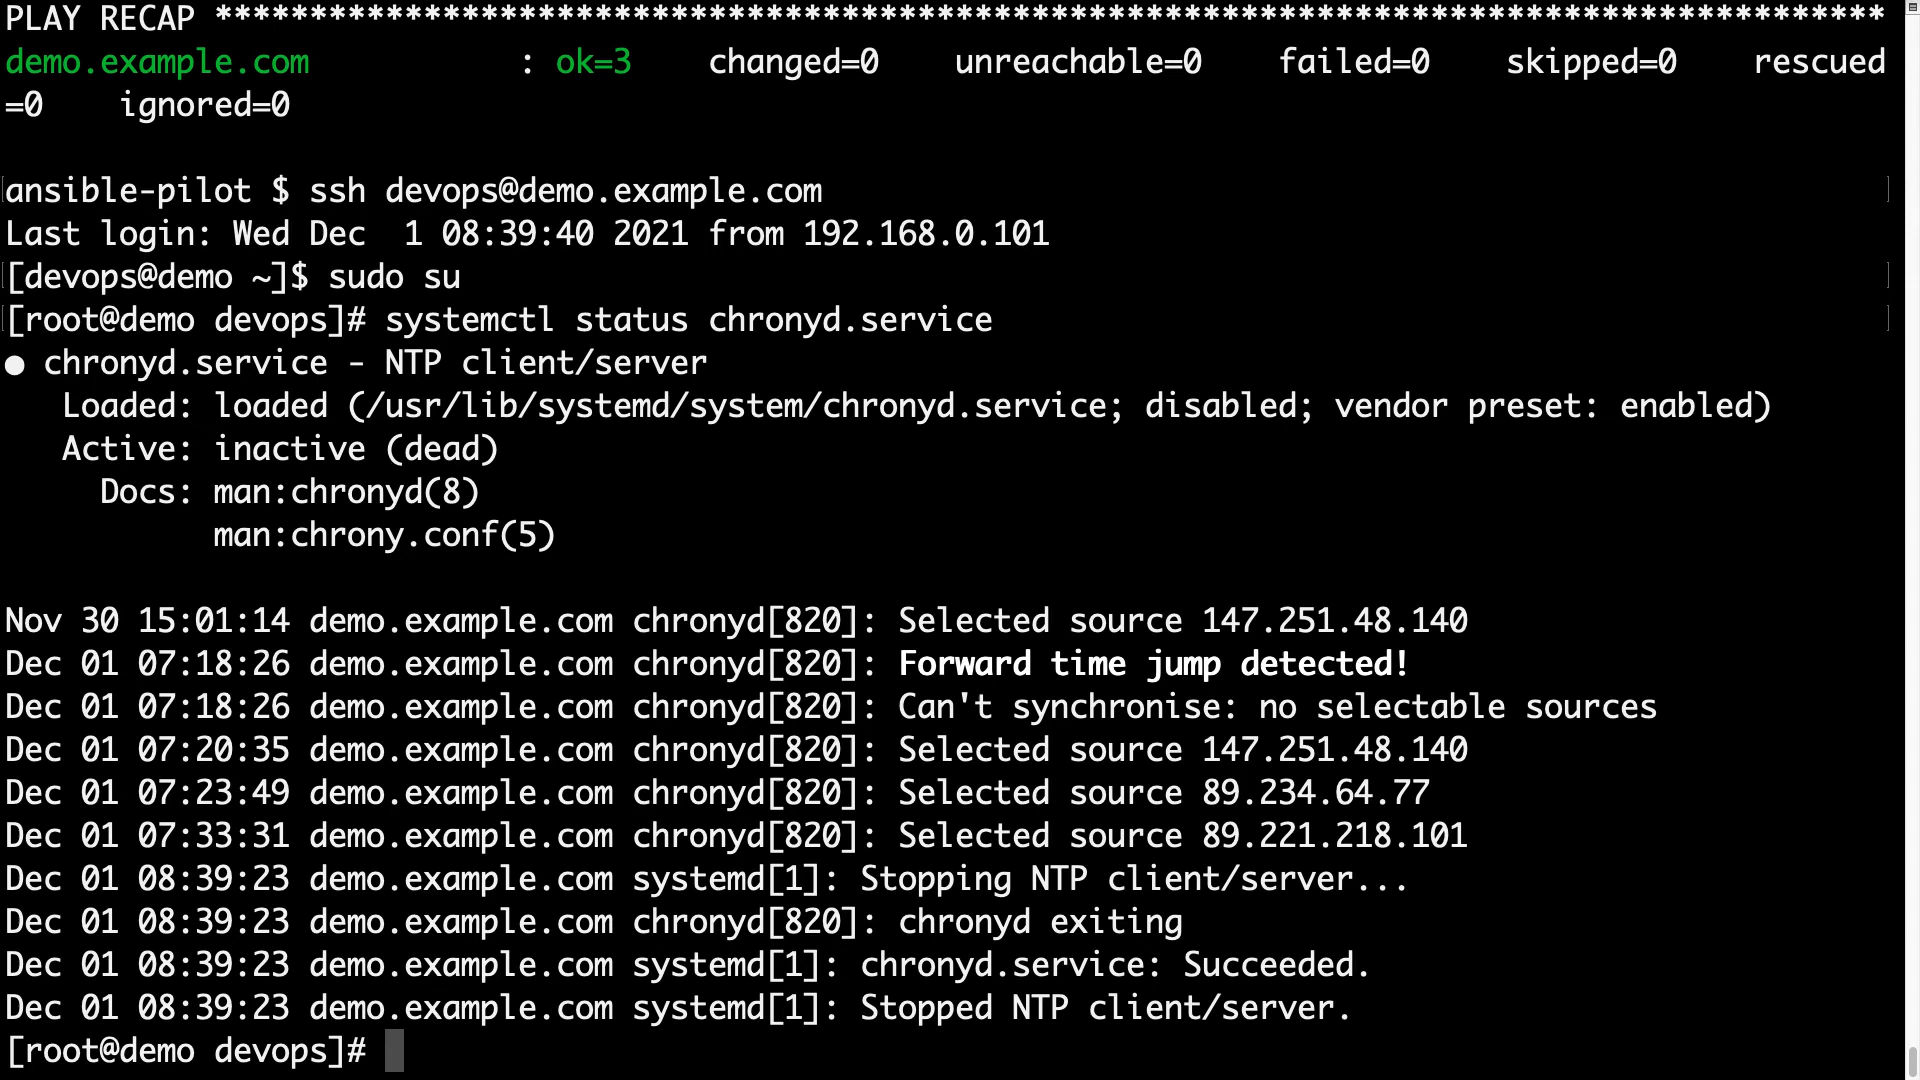 PLAY RECAP ****************************************************************************************
demo.example.com           : ok=3    changed=0    unreachable=0    failed=0    skipped=0    rescued
=0    ignored=0
ansible-pilot $ ssh devops@demo.example.com
Last login: Wed Dec  1 08:39:40 2021 from 192.168.0.101
[devops@demo ~]$ sudo su
[root@demo devops]# systemctl status chronyd.service
● chronyd.service - NTP client/server
   Loaded: loaded (/usr/lib/systemd/system/chronyd.service; disabled; vendor preset: enabled)
   Active: inactive (dead)
     Docs: man:chronyd(8)
           man:chrony.conf(5)
Nov 30 15:01:14 demo.example.com chronyd[820]: Selected source 147.251.48.140
Dec 01 07:18:26 demo.example.com chronyd[820]: Forward time jump detected!
Dec 01 07:18:26 demo.example.com chronyd[820]: Can't synchronise: no selectable sources
Dec 01 07:20:35 demo.example.com chronyd[820]: Selected source 147.251.48.140
Dec 01 07:23:49 demo.example.com chronyd[820]: Selected source 89.234.64.77
Dec 01 07:33:31 demo.example.com chronyd[820]: Selected source 89.221.218.101
Dec 01 08:39:23 demo.example.com systemd[1]: Stopping NTP client/server...
Dec 01 08:39:23 demo.example.com chronyd[820]: chronyd exiting
Dec 01 08:39:23 demo.example.com systemd[1]: chronyd.service: Succeeded.
Dec 01 08:39:23 demo.example.com systemd[1]: Stopped NTP client/server.
[root@demo devops]#